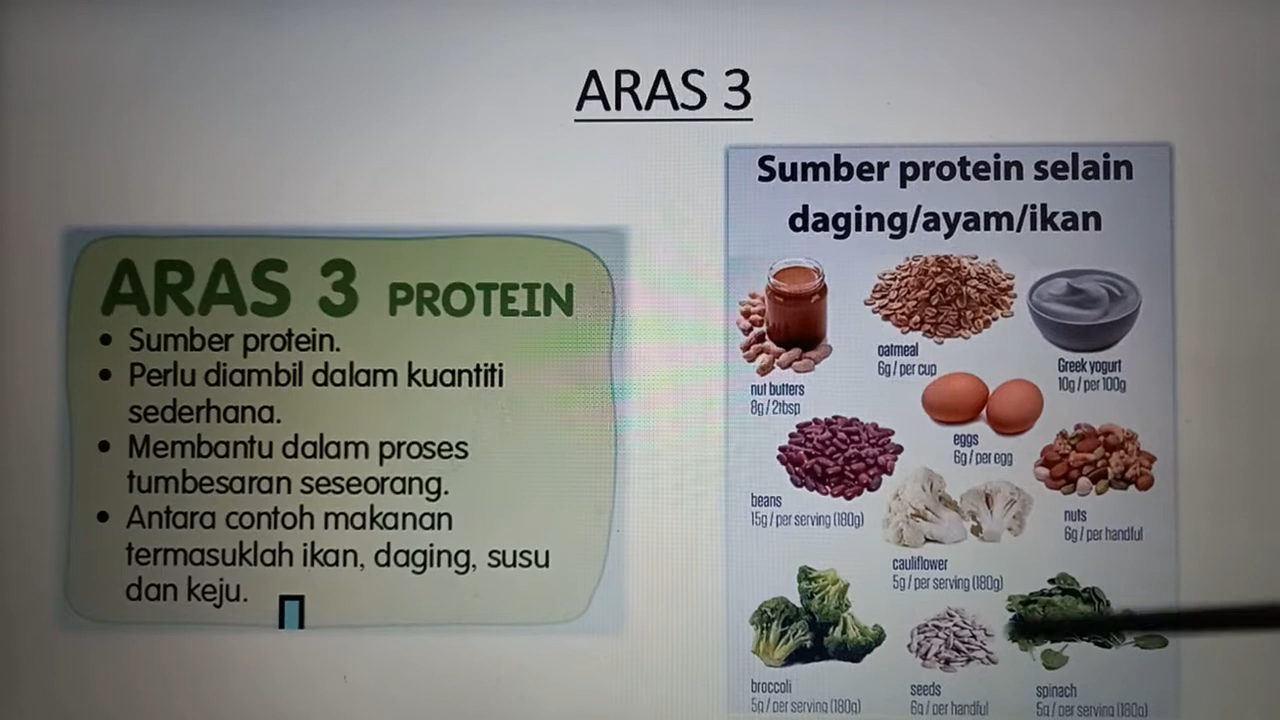 ARAS 3
ARAS 3 PROTEIN
• Sumber protein.
• Perlu diambil dalam kuantiti
sederhana.
• Membantu dalam proses
tumbesaran seseorang.
• Antara contoh makanan
termasuklah ikan, daging, susu
dan keju.
Sumber protein selain
daging/ayam/ikan
nut butters
8g / 2tbsp
oatmeal
6g / per cup
Greek yogurt
10g / per 100g
eggs
6g / per egg
beans
15g / per serving (180g)
nuts
6g / per handful
cauliflower
5g / per serving (180g)
broccoli
5g / per serving (180g)
seeds
6g / per handful
spinach
5g / per serving (180g)